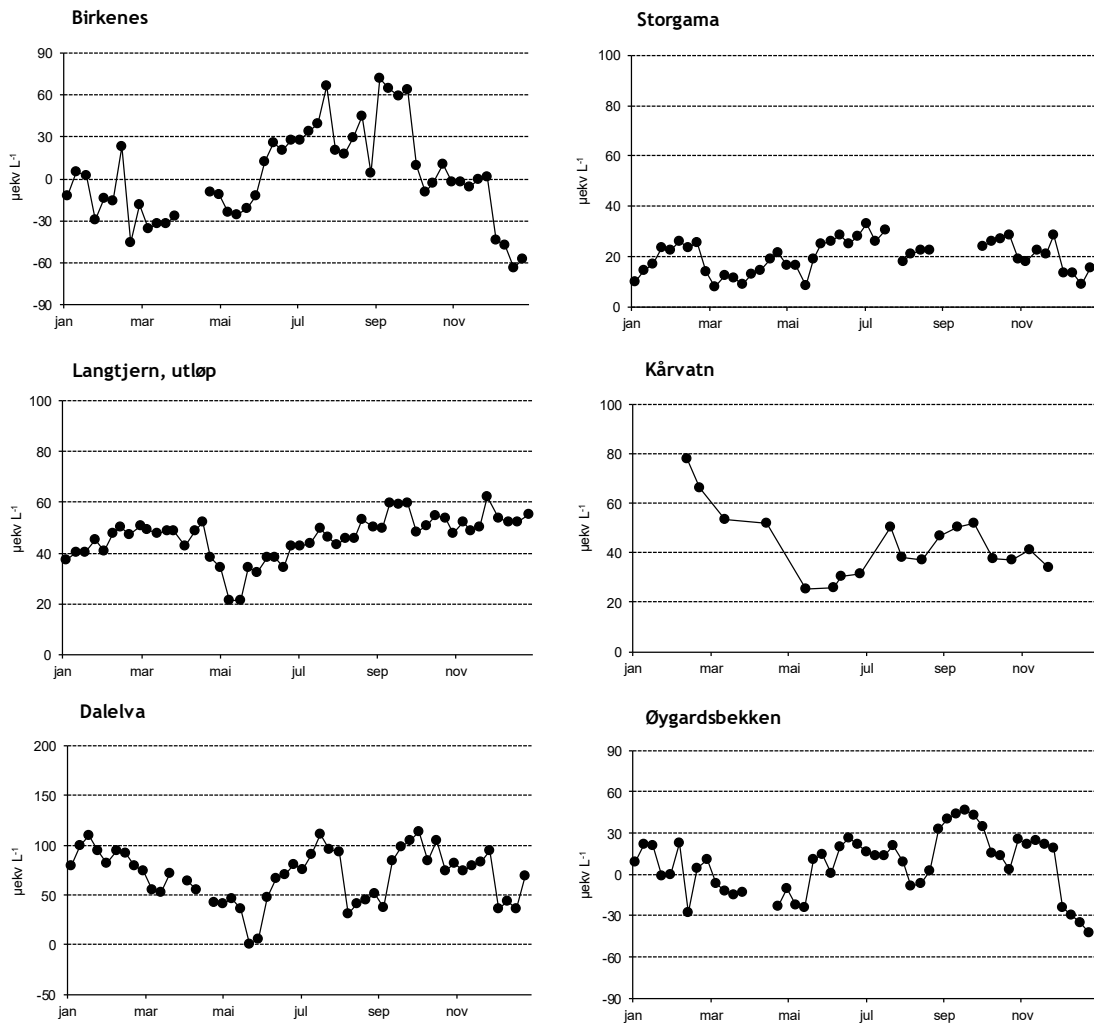 Birkenes
90
60
30
0
-30
-60
-90
µekv L⁻¹
jan mar mai jul sep nov
Storgama
100
80
60
40
20
0
µekv L⁻¹
jan mar mai jul sep nov
Langtjern, utløp
100
80
60
40
20
0
µekv L⁻¹
jan mar mai jul sep nov
Kårvatn
100
80
60
40
20
0
µekv L⁻¹
jan mar mai jul sep nov
Dalelva
200
150
100
50
0
-50
µekv L⁻¹
jan mar mai jul sep nov
Øygardsbekken
90
60
30
0
-30
-60
-90
µekv L⁻¹
jan mar mai jul sep nov